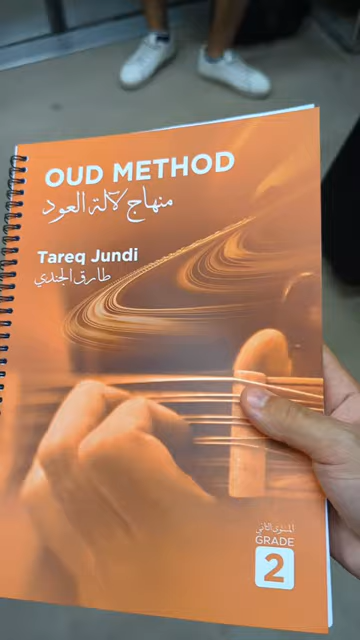 OUD METHOD
منهاج لآلة العود
Tareq Jundi
طارق الجندي
المستوى الثاني
GRADE
2